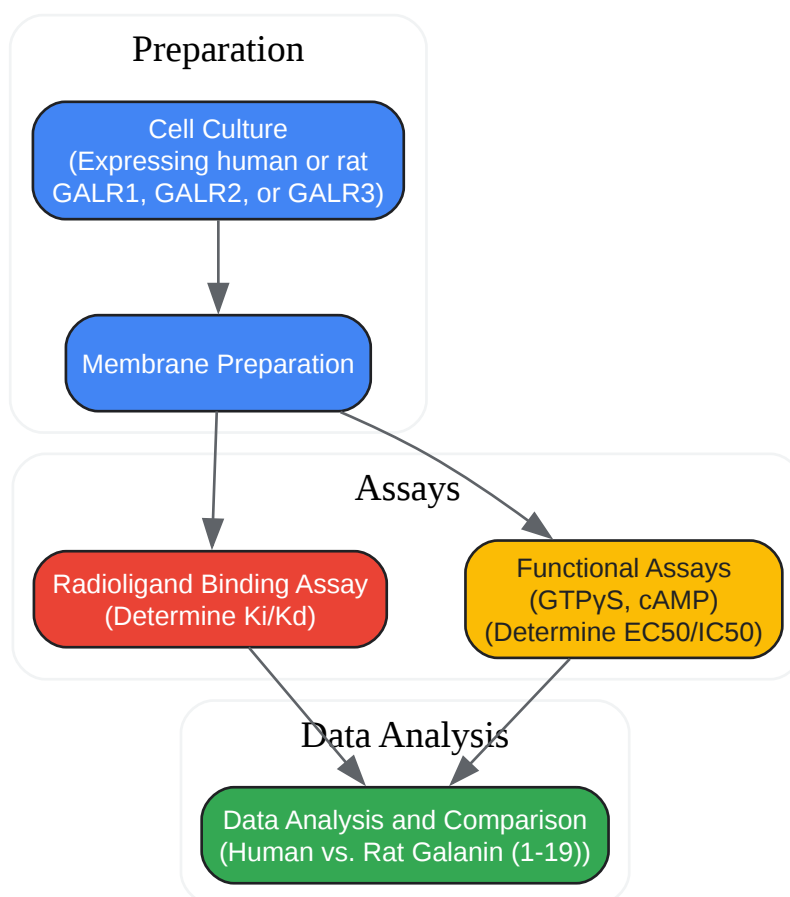 Preparation
Cell Culture
(Expressing human or rat
GALR1, GALR2, or GALR3)
Membrane Preparation
Assays
Radioligand Binding Assay
(Determine Ki/Kd)
Functional Assays
(GTPγS, cAMP)
(Determine EC50/IC50)
Data Analysis
Data Analysis and Comparison
(Human vs. Rat Galanin (1-19))